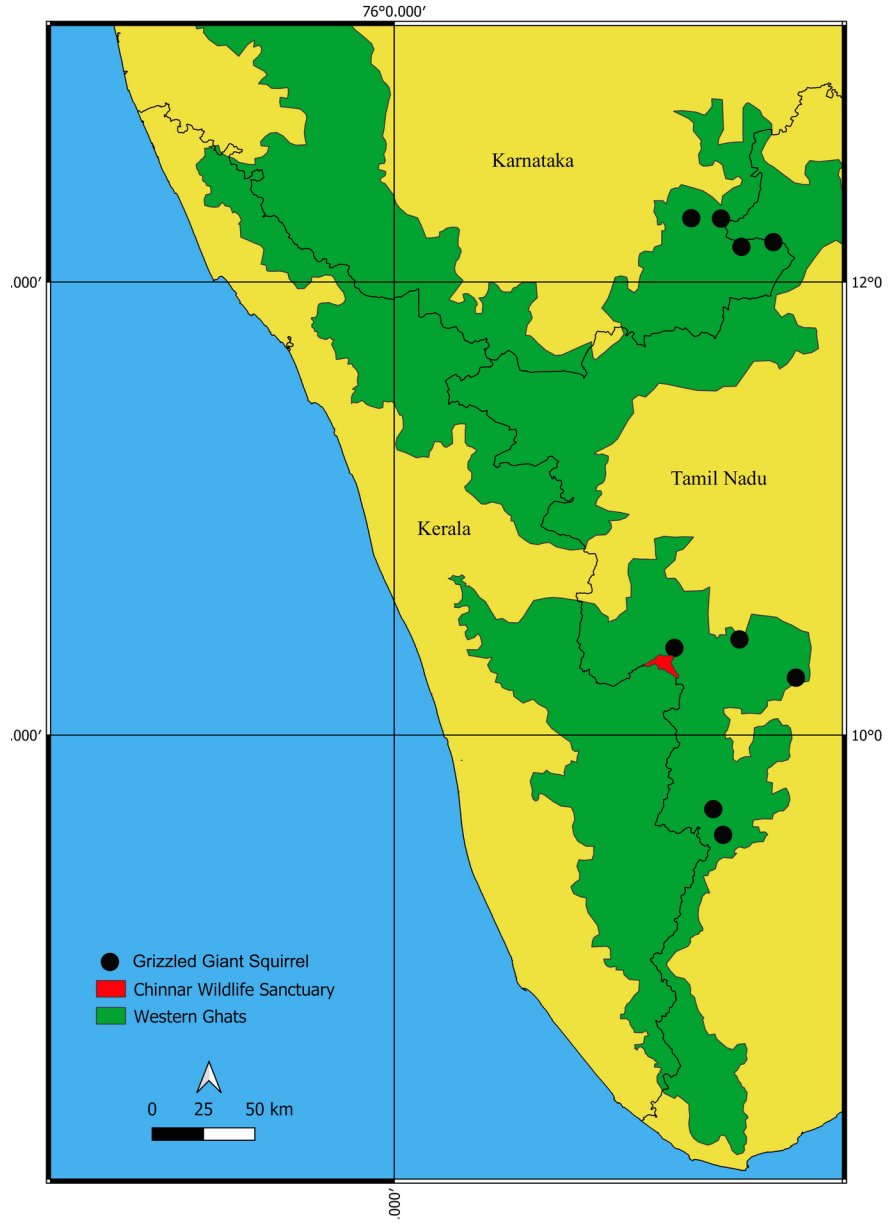 76°0.000′
Karnataka
.000′
12°0
Tamil Nadu
Kerala
.000′
10°0
Grizzled Giant Squirrel
Chinnar Wildlife Sanctuary
Western Ghats
0 25 50 km
.000′